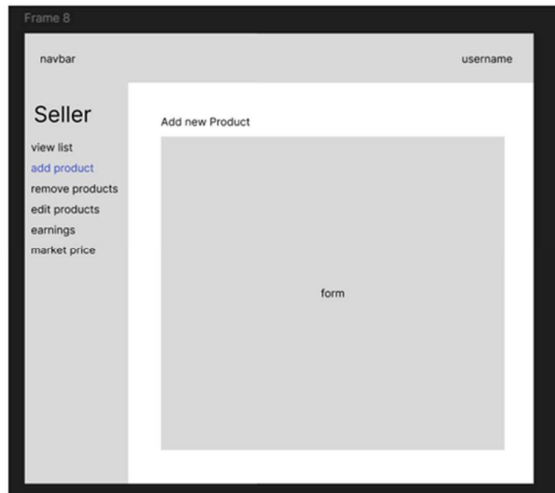 Frame 8
navbar
username
Seller
view list
add product
remove products
edit products
earnings
market price
Add new Product
form